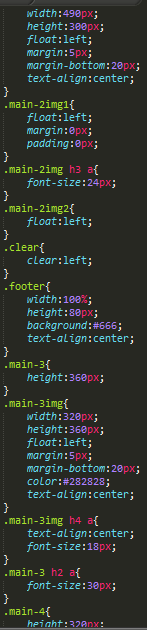 width:490px;
height:300px;
float:left;
margin:5px;
margin-bottom:20px;
text-align:center;
}
.main-2img1{
float:left;
margin:0px;
padding:0px;
}
.main-2img h3 a{
font-size:24px;
}
.main-2img2{
float:left;
}
.clear{
clear:left;
}
.footer{
width:100%;
height:80px;
background:#666;
text-align:center;
}
.main-3{
height:360px;
}
.main-3img{
width:320px;
height:360px;
float:left;
margin:5px;
margin-bottom:20px;
color:#282828;
text-align:center;
}
.main-3img h4 a{
text-align:center;
font-size:18px;
}
.main-3 h2 a{
font-size:30px;
}
.main-4{
height:320px;